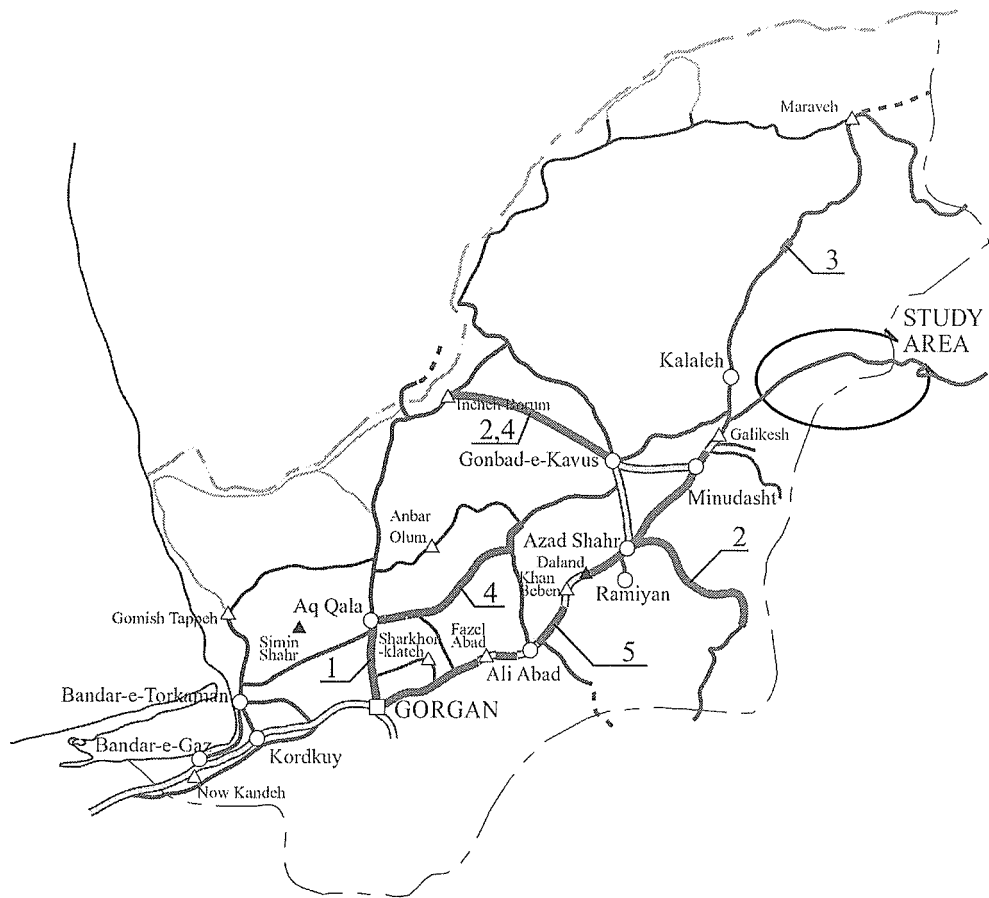 Maraveh
3
STUDY
AREA
Kalaleh
Incheh Borum
2,4
Galikesh
Gonbad-e-Kavus
Minudasht
Anbar
Olum
Azad Shahr
2
Daland
Khan
Beben
Ramiyan
4
Gomish Tappeh
Aq Qala
Simin
Shahr
Sharkhon
-klateh
Fazel
Abad
1
5
Ali Abad
Bandar-e-Torkaman
GORGAN
Bandar-e-Gaz
Kordkuy
Now Kandeh